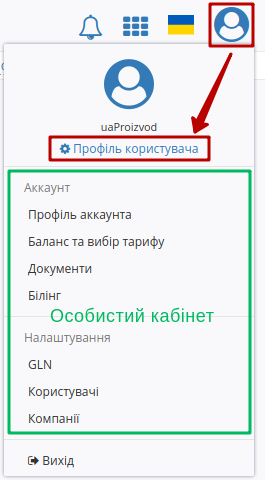 uaProizvod
Профіль користувача
Аккаунт
Профіль аккаунта
Баланс та вибір тарифу
Документи
Білінг
Особистий кабінет
Налаштування
GLN
Користувачі
Компанії
Вихід